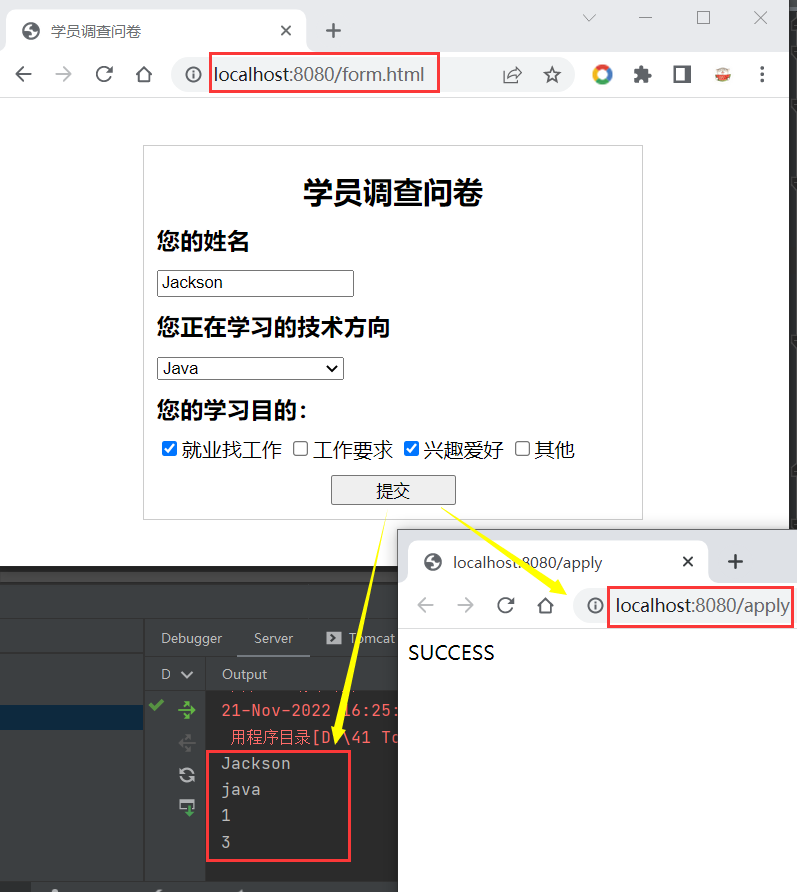 学员调查问卷
localhost:8080/form.html
学员调查问卷
您的姓名
Jackson
您正在学习的技术方向
Java
您的学习目的：
就业找工作 工作要求 兴趣爱好 其他
提交
localhost:8080/apply
localhost:8080/apply
SUCCESS
Debugger Server Tomcat
D Output
21-Nov-2022 16:25:
用程序目录[D:\41 To
Jackson
java
1
3